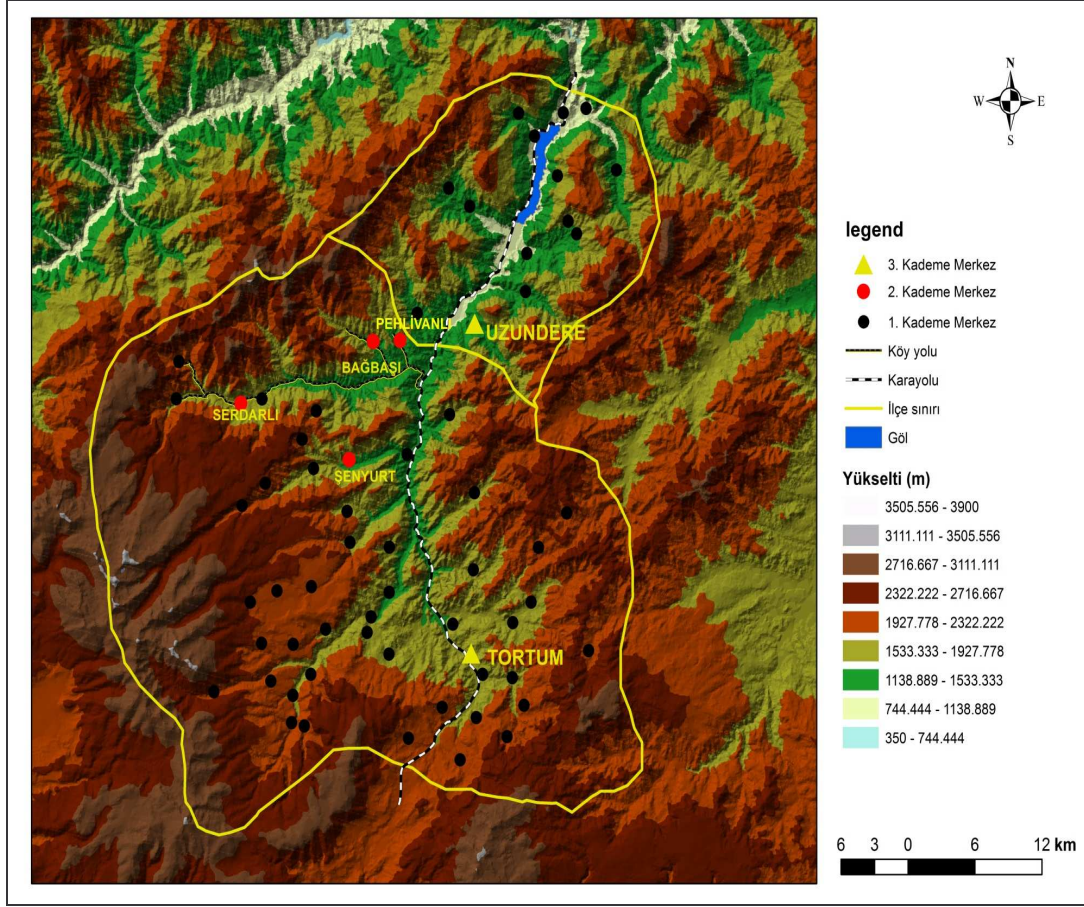 N
W E
S
PEHLİVANLI
UZUNDERE
BAĞBAŞI
SERDARLI
ŞENYURT
TORTUM
legend
3. Kademe Merkez
2. Kademe Merkez
1. Kademe Merkez
Köy yolu
Karayolu
İlçe sınırı
Göl
Yükselti (m)
3505.556 - 3900
3111.111 - 3505.556
2716.667 - 3111.111
2322.222 - 2716.667
1927.778 - 2322.222
1533.333 - 1927.778
1138.889 - 1533.333
744.444 - 1138.889
350 - 744.444
6 3 0 6 12 km